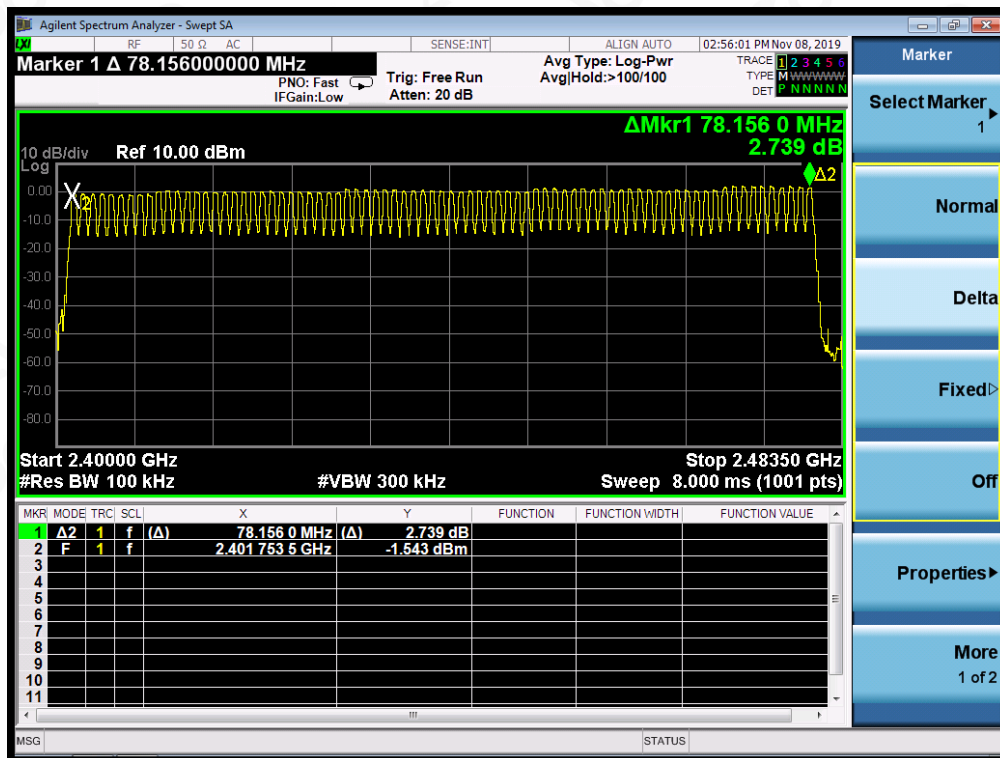 Agilent Spectrum Analyzer - Swept SA
LXI RF 50 Ω AC SENSE:INT ALIGN AUTO 02:56:01 PM Nov 08, 2019
Marker 1 Δ 78.156000000 MHz
PNO: Fast
IFGain:Low
Trig: Free Run
Atten: 20 dB
Avg Type: Log-Pwr
Avg|Hold:>100/100
TRACE 1 2 3 4 5 6
TYPE M WWWWW
DET P N N N N N
ΔMkr1 78.156 0 MHz
2.739 dB
10 dB/div Ref 10.00 dBm
Log
0.00
-10.0
-20.0
-30.0
-40.0
-50.0
-60.0
-70.0
-80.0
X2
Δ2
Start 2.40000 GHz Stop 2.48350 GHz
#Res BW 100 kHz #VBW 300 kHz Sweep 8.000 ms (1001 pts)
MKR MODE TRC SCL X Y FUNCTION FUNCTION WIDTH FUNCTION VALUE
1 Δ2 1 f (Δ) 78.156 0 MHz (Δ) 2.739 dB
2 F 1 f 2.401 753 5 GHz -1.543 dBm
3
4
5
6
7
8
9
10
11
MSG STATUS
Marker
Select Marker
1
Normal
Delta
Fixed
Off
Properties
More
1 of 2